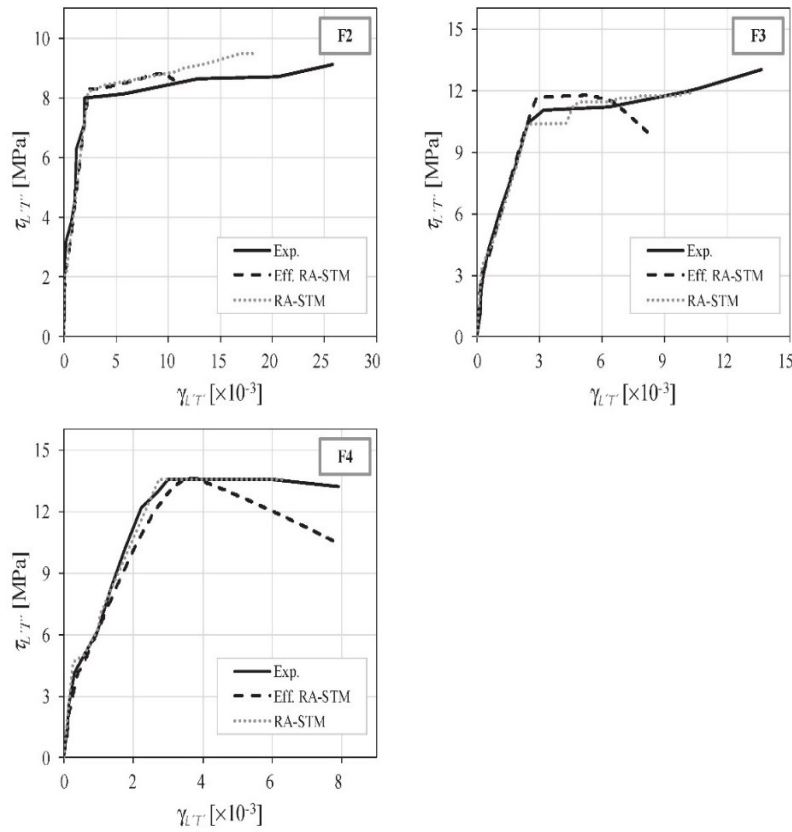 F2
10
8
6
4
2
0
τL'T' [MPa]
Exp.
Eff. RA-STM
RA-STM
0 5 10 15 20 25 30
γL'T' [×10-3]
F3
15
12
9
6
3
0
τL'T' [MPa]
Exp.
Eff. RA-STM
RA-STM
0 3 6 9 12 15
γL'T' [×10-3]
F4
15
12
9
6
3
0
τL'T' [MPa]
Exp.
Eff. RA-STM
RA-STM
0 2 4 6 8
γL'T' [×10-3]